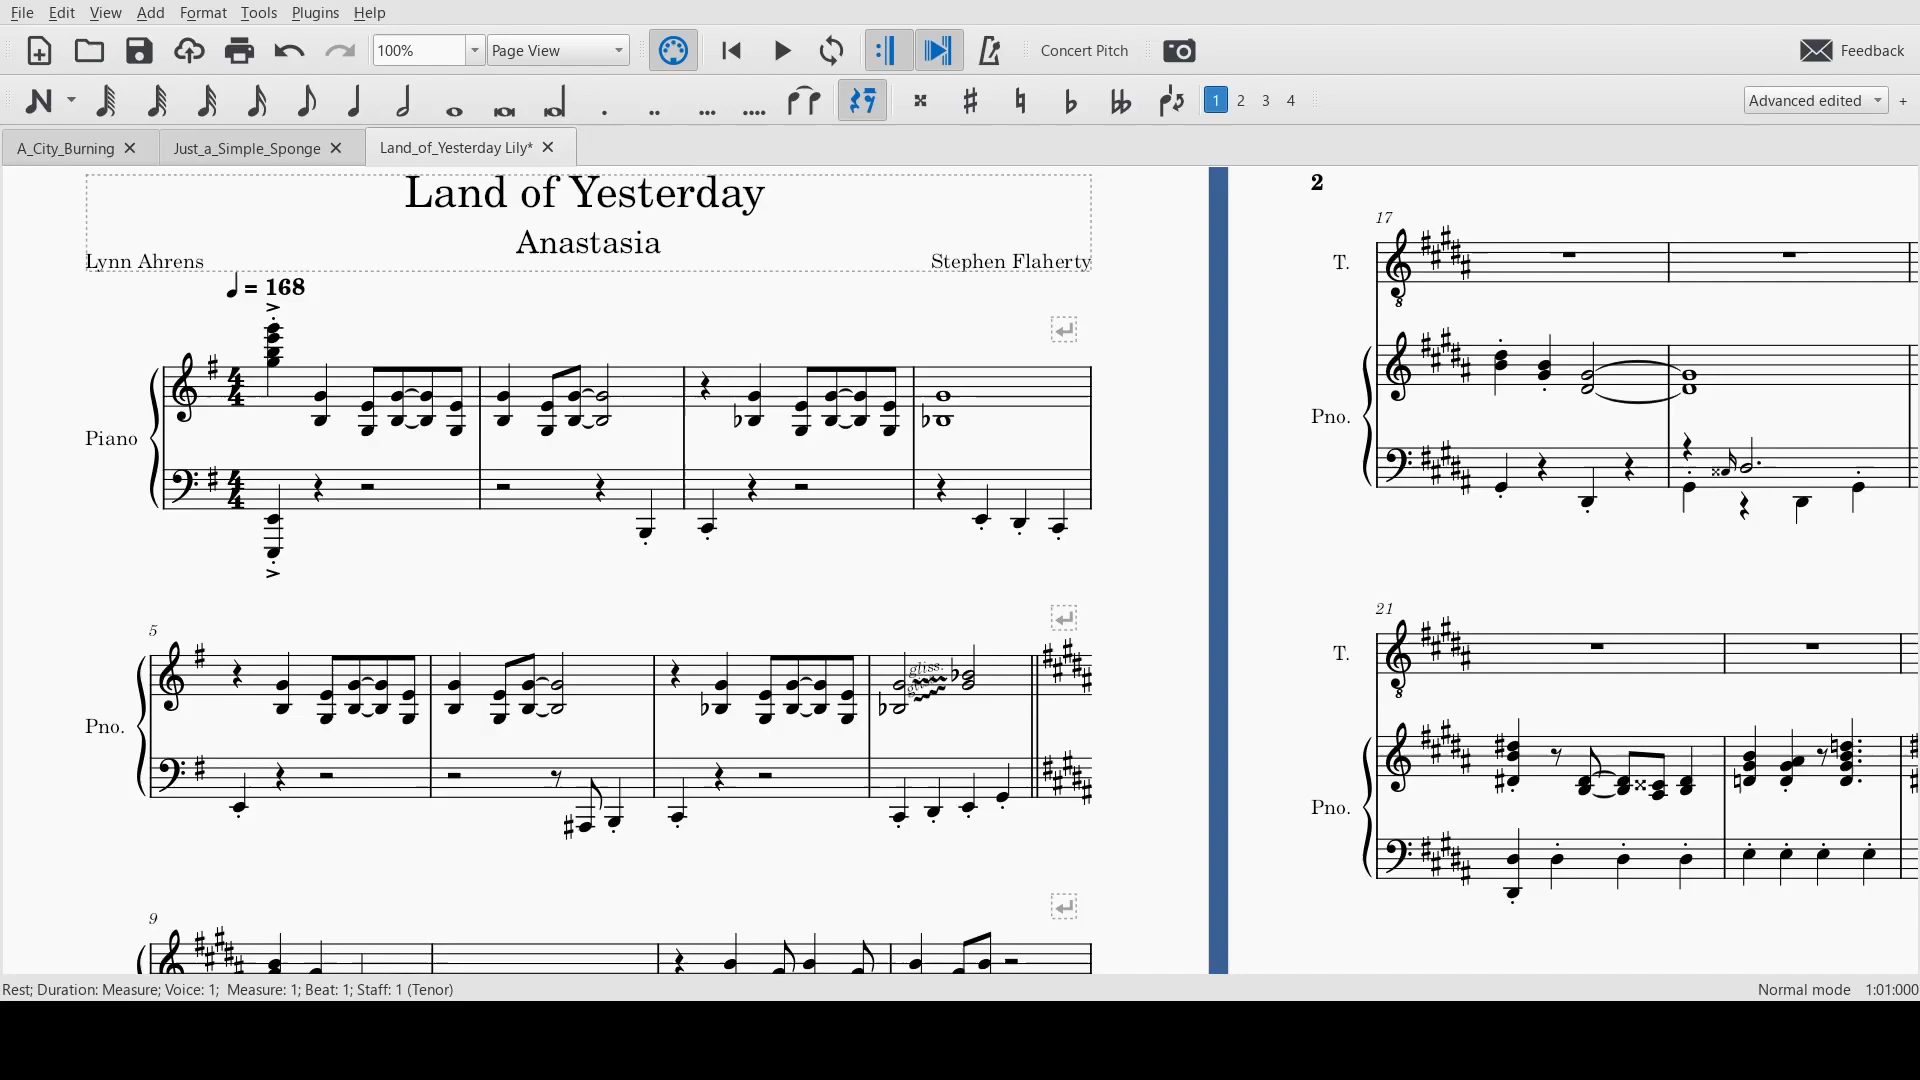 File Edit View Add Format Tools Plugins Help
100% Page View Concert Pitch Feedback
1 2 3 4 Advanced edited +
A_City_Burning Just_a_Simple_Sponge Land_of_Yesterday Lily*
Land of Yesterday
Anastasia
Lynn Ahrens Stephen Flaherty
= 168
Piano
5
gliss.
Pno.
9
2
17
T.
Pno.
21
T.
Pno.
Rest; Duration: Measure; Voice: 1; Measure: 1; Beat: 1; Staff: 1 (Tenor) Normal mode 1:01:000